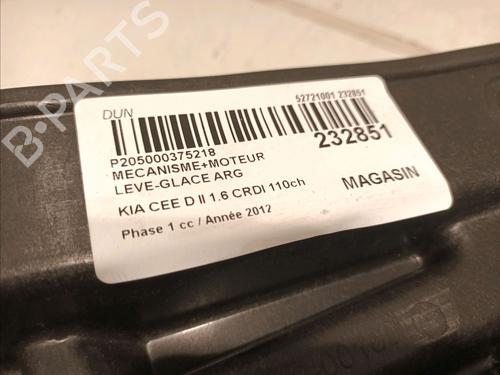 DUN
52721001 232851
P205000375218
232851
MECANISME+MOTEUR
LEVE-GLACE ARG
MAGASIN
KIA CEE D II 1.6 CRDI 110ch
Phase 1 cc / Année 2012
B-PARTS